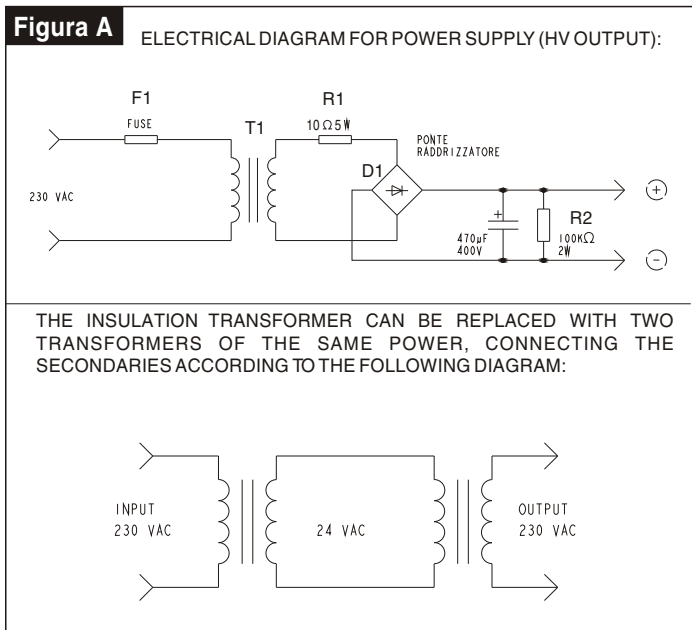 Figura A
ELECTRICAL DIAGRAM FOR POWER SUPPLY (HV OUTPUT):
F1
FUSE
T1
R1
10Ω5W
PONTE
RADDRIZZATORE
D1
230 VAC
+
470µF
400V
R2
100KΩ
2W
+
-
THE INSULATION TRANSFORMER CAN BE REPLACED WITH TWO
TRANSFORMERS OF THE SAME POWER, CONNECTING THE
SECONDARIES ACCORDING TO THE FOLLOWING DIAGRAM:
INPUT
230 VAC
24 VAC
OUTPUT
230 VAC